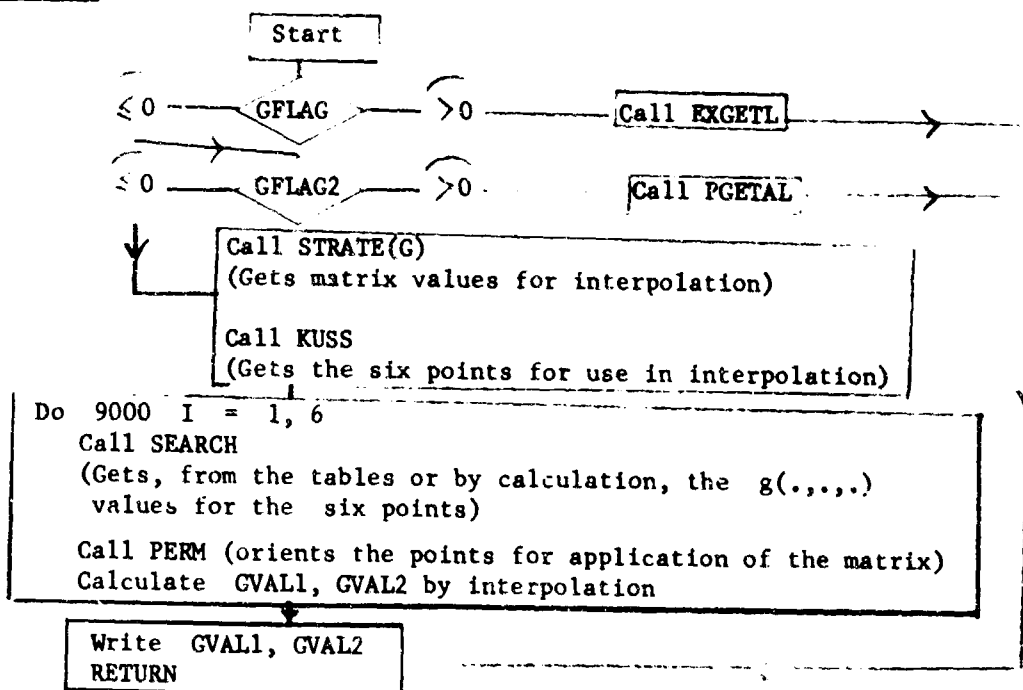 Start
≤ 0 GFLAG >0 Call EXGETL
≤ 0 GFLAG2 >0 Call PGETAL
Call STRATE(G)
(Gets matrix values for interpolation)
Call KUSS
(Gets the six points for use in interpolation)
Do 9000 I = 1, 6
Call SEARCH
(Gets, from the tables or by calculation, the g(.,.,.)
values for the six points)
Call PERM (orients the points for application of the matrix)
Calculate GVAL1, GVAL2 by interpolation
Write GVAL1, GVAL2
RETURN